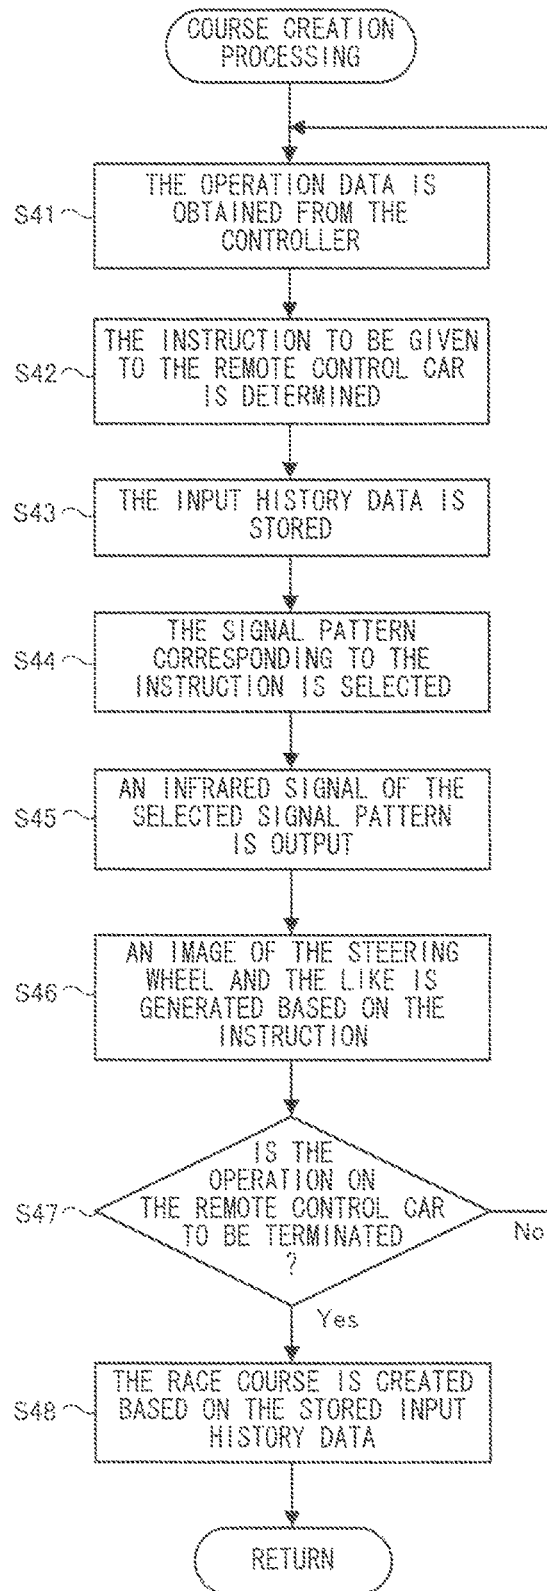 COURSE CREATION
PROCESSING
S41
THE OPERATION DATA IS
OBTAINED FROM THE
CONTROLLER
S42
THE INSTRUCTION TO BE GIVEN
TO THE REMOTE CONTROL CAR
IS DETERMINED
S43
THE INPUT HISTORY DATA IS
STORED
S44
THE SIGNAL PATTERN
CORRESPONDING TO THE
INSTRUCTION IS SELECTED
S45
AN INFRARED SIGNAL OF THE
SELECTED SIGNAL PATTERN
IS OUTPUT
S46
AN IMAGE OF THE STEERING
WHEEL AND THE LIKE IS
GENERATED BASED ON THE
INSTRUCTION
S47
IS THE
OPERATION ON
THE REMOTE CONTROL CAR
TO BE TERMINATED
?
No
Yes
S48
THE RACE COURSE IS CREATED
BASED ON THE STORED INPUT
HISTORY DATA
RETURN